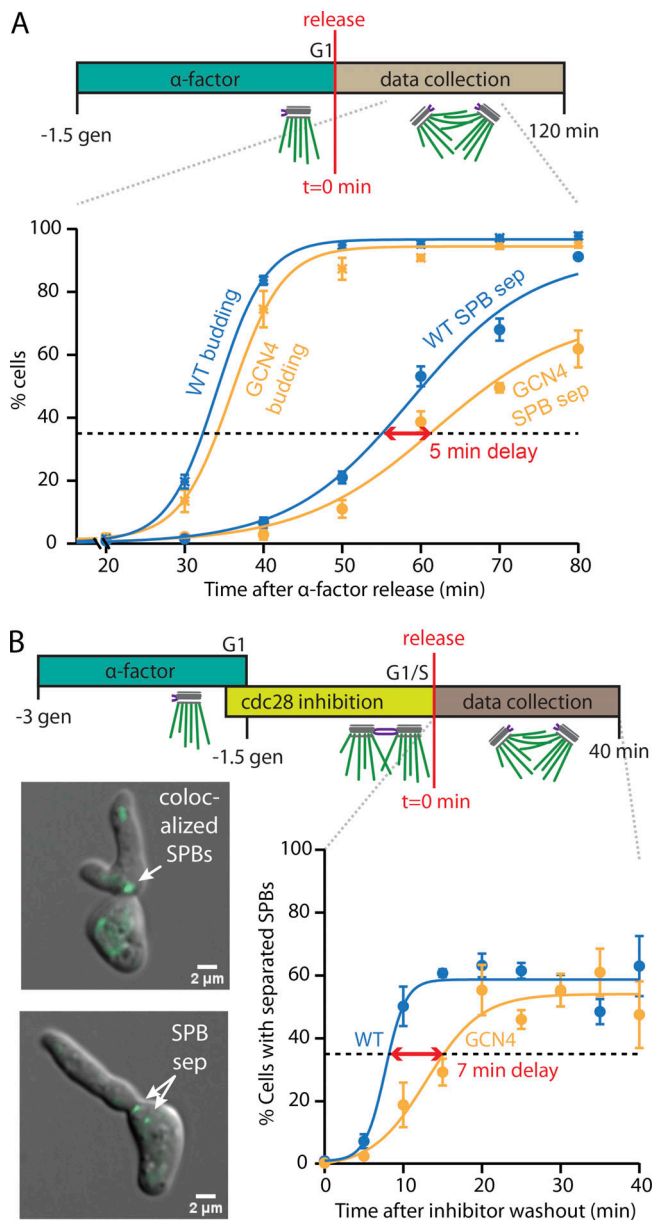 A
release
G1
α-factor
data collection
-1.5 gen
120 min
t=0 min
100
80
60
40
20
0
% cells
WT budding
GCN4
budding
WT SPB sep
GCN4
SPB sep
5 min delay
20
30
40
50
60
70
80
Time after α-factor release (min)
B
release
G1
α-factor
G1/S
cdc28 inhibition
data collection
-3 gen
-1.5 gen
40 min
t=0 min
coloc-
alized
SPBs
2 µm
SPB
sep
2 µm
100
80
60
40
20
0
% Cells with separated SPBs
WT
GCN4
7 min delay
0
10
20
30
40
Time after inhibitor washout (min)